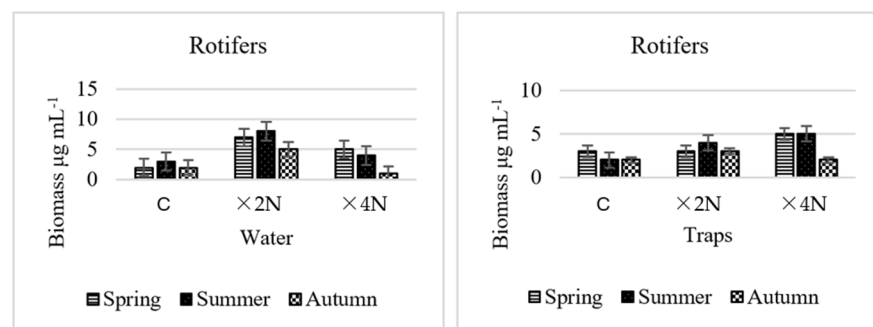 Rotifers
15
10
5
0
Biomass µg mL⁻¹
C ×2N ×4N
Water
Spring Summer Autumn
Rotifers
10
5
0
Biomass µg mL⁻¹
C ×2N ×4N
Traps
Spring Summer Autumn